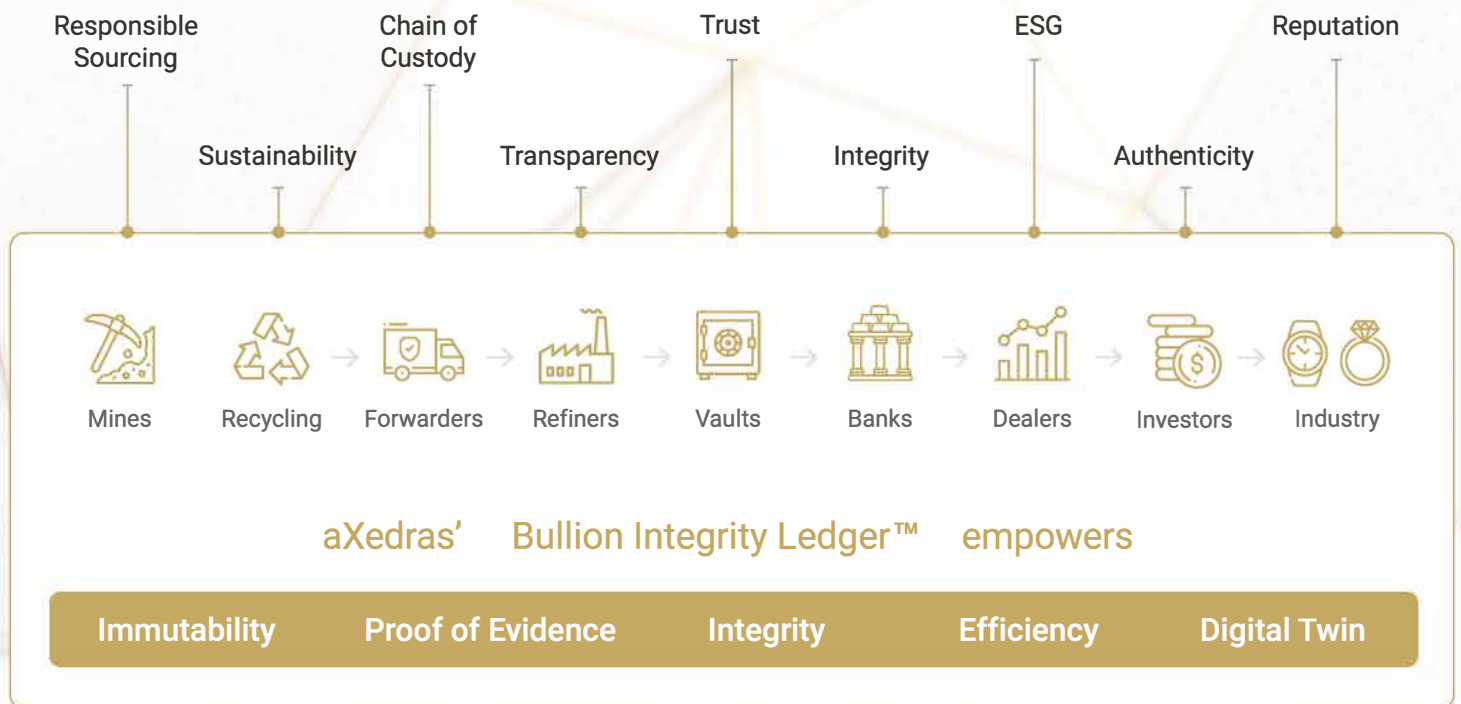 Responsible
Sourcing
Chain of
Custody
Trust
ESG
Reputation
Sustainability
Transparency
Integrity
Authenticity
Mines
Recycling
Forwarders
Refiners
Vaults
Banks
Dealers
Investors
Industry
aXedras’ Bullion Integrity Ledger™ empowers
Immutability Proof of Evidence Integrity Efficiency Digital Twin